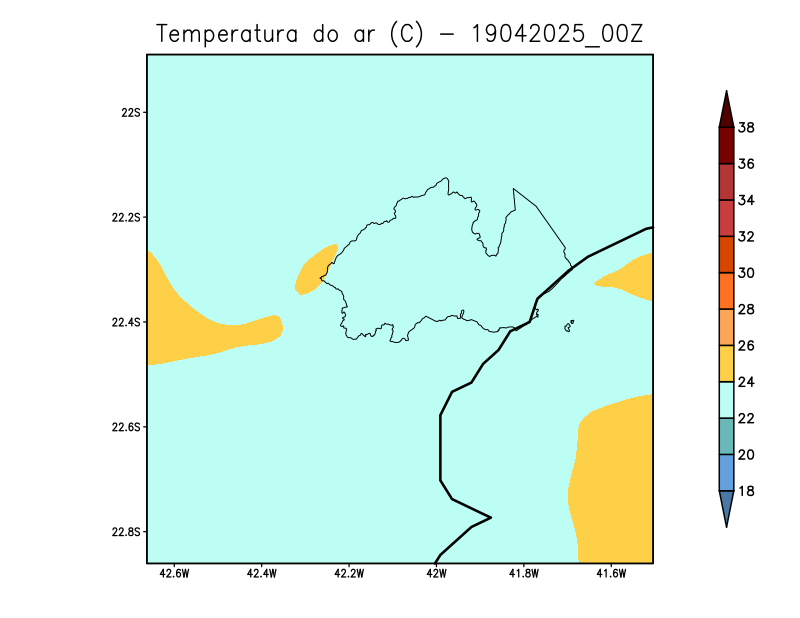 Temperatura do ar (C) − 19042025_00Z
22S
22.2S
22.4S
22.6S
22.8S
42.6W
42.4W
42.2W
42W
41.8W
41.6W
38
36
34
32
30
28
26
24
22
20
18